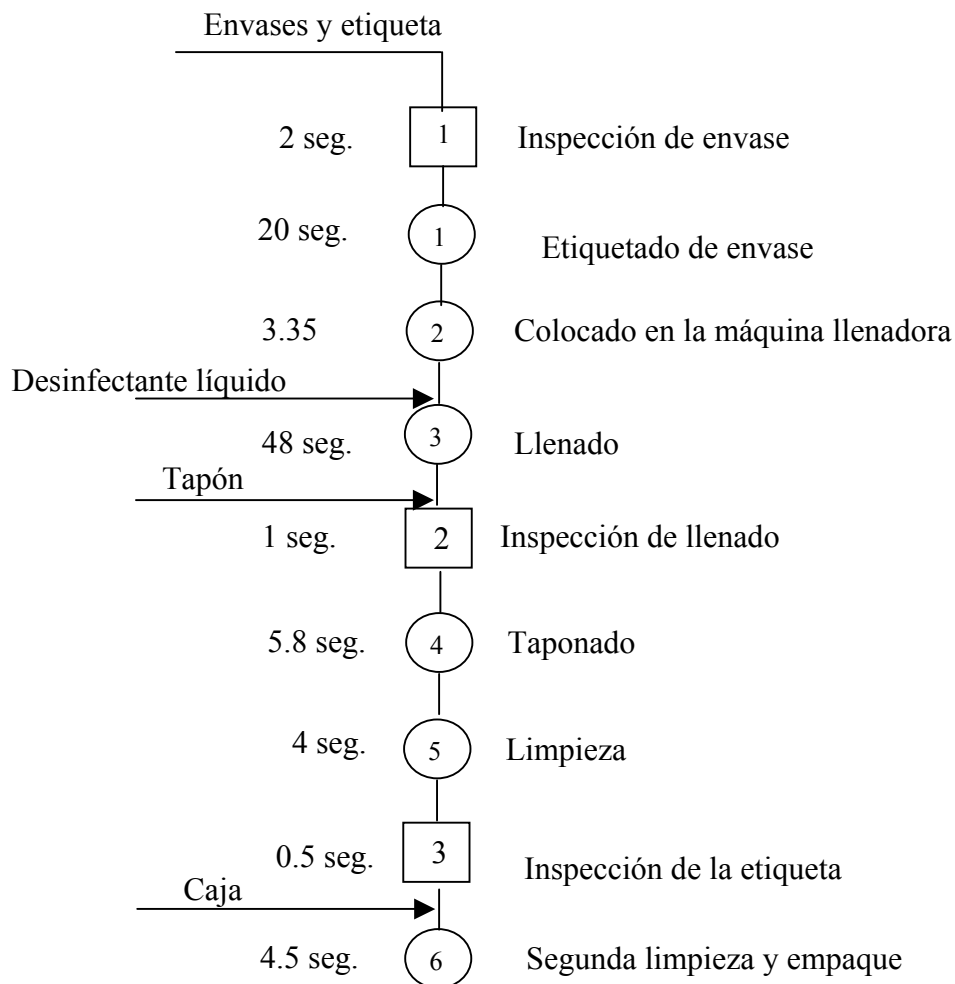 Envases y etiqueta
2 seg. 1 Inspección de envase
20 seg. 1 Etiquetado de envase
3.35 2 Colocado en la máquina llenadora
Desinfectante líquido
48 seg. 3 Llenado
Tapón
1 seg. 2 Inspección de llenado
5.8 seg. 4 Taponado
4 seg. 5 Limpieza
0.5 seg. 3 Inspección de la etiqueta
Caja
4.5 seg. 6 Segunda limpieza y empaque